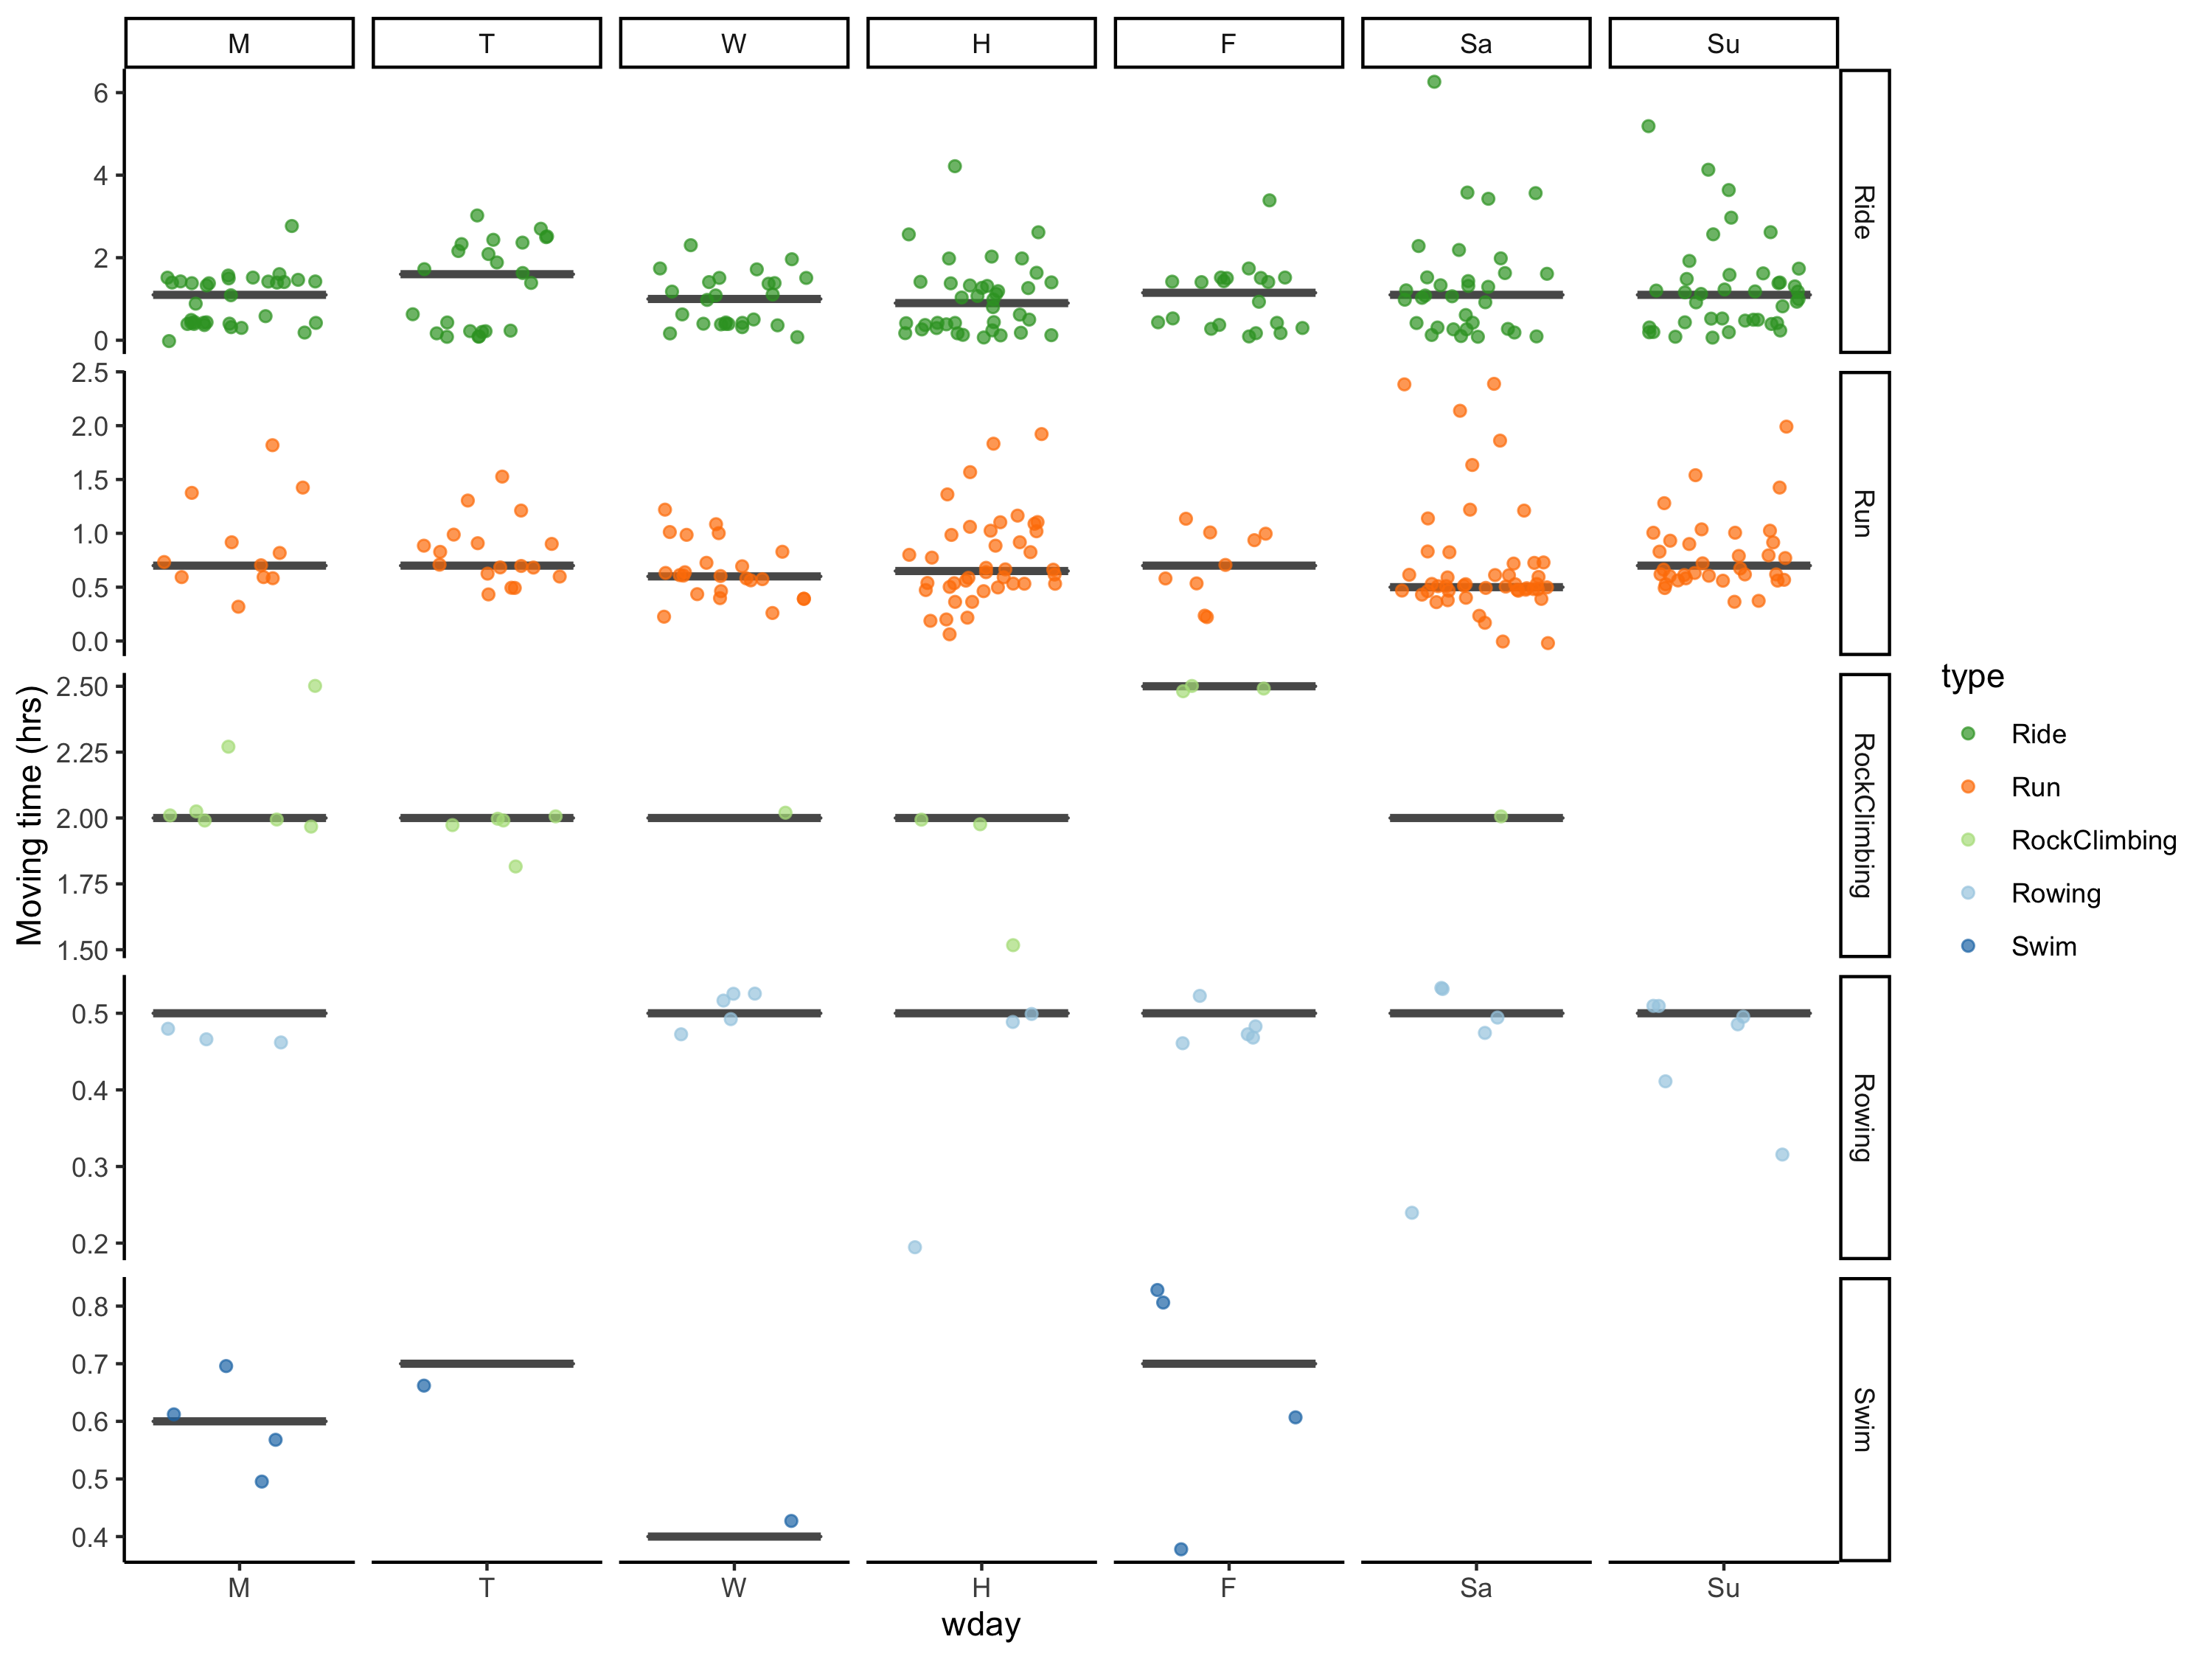 M T W H F Sa Su
6
4
2
0
Ride
2.5
2.0
1.5
1.0
0.5
0.0
Run
Moving time (hrs)
2.50
2.25
2.00
1.75
1.50
RockClimbing
0.5
0.4
0.3
0.2
Rowing
0.8
0.7
0.6
0.5
0.4
Swim
M T W H F Sa Su
wday
type
Ride
Run
RockClimbing
Rowing
Swim